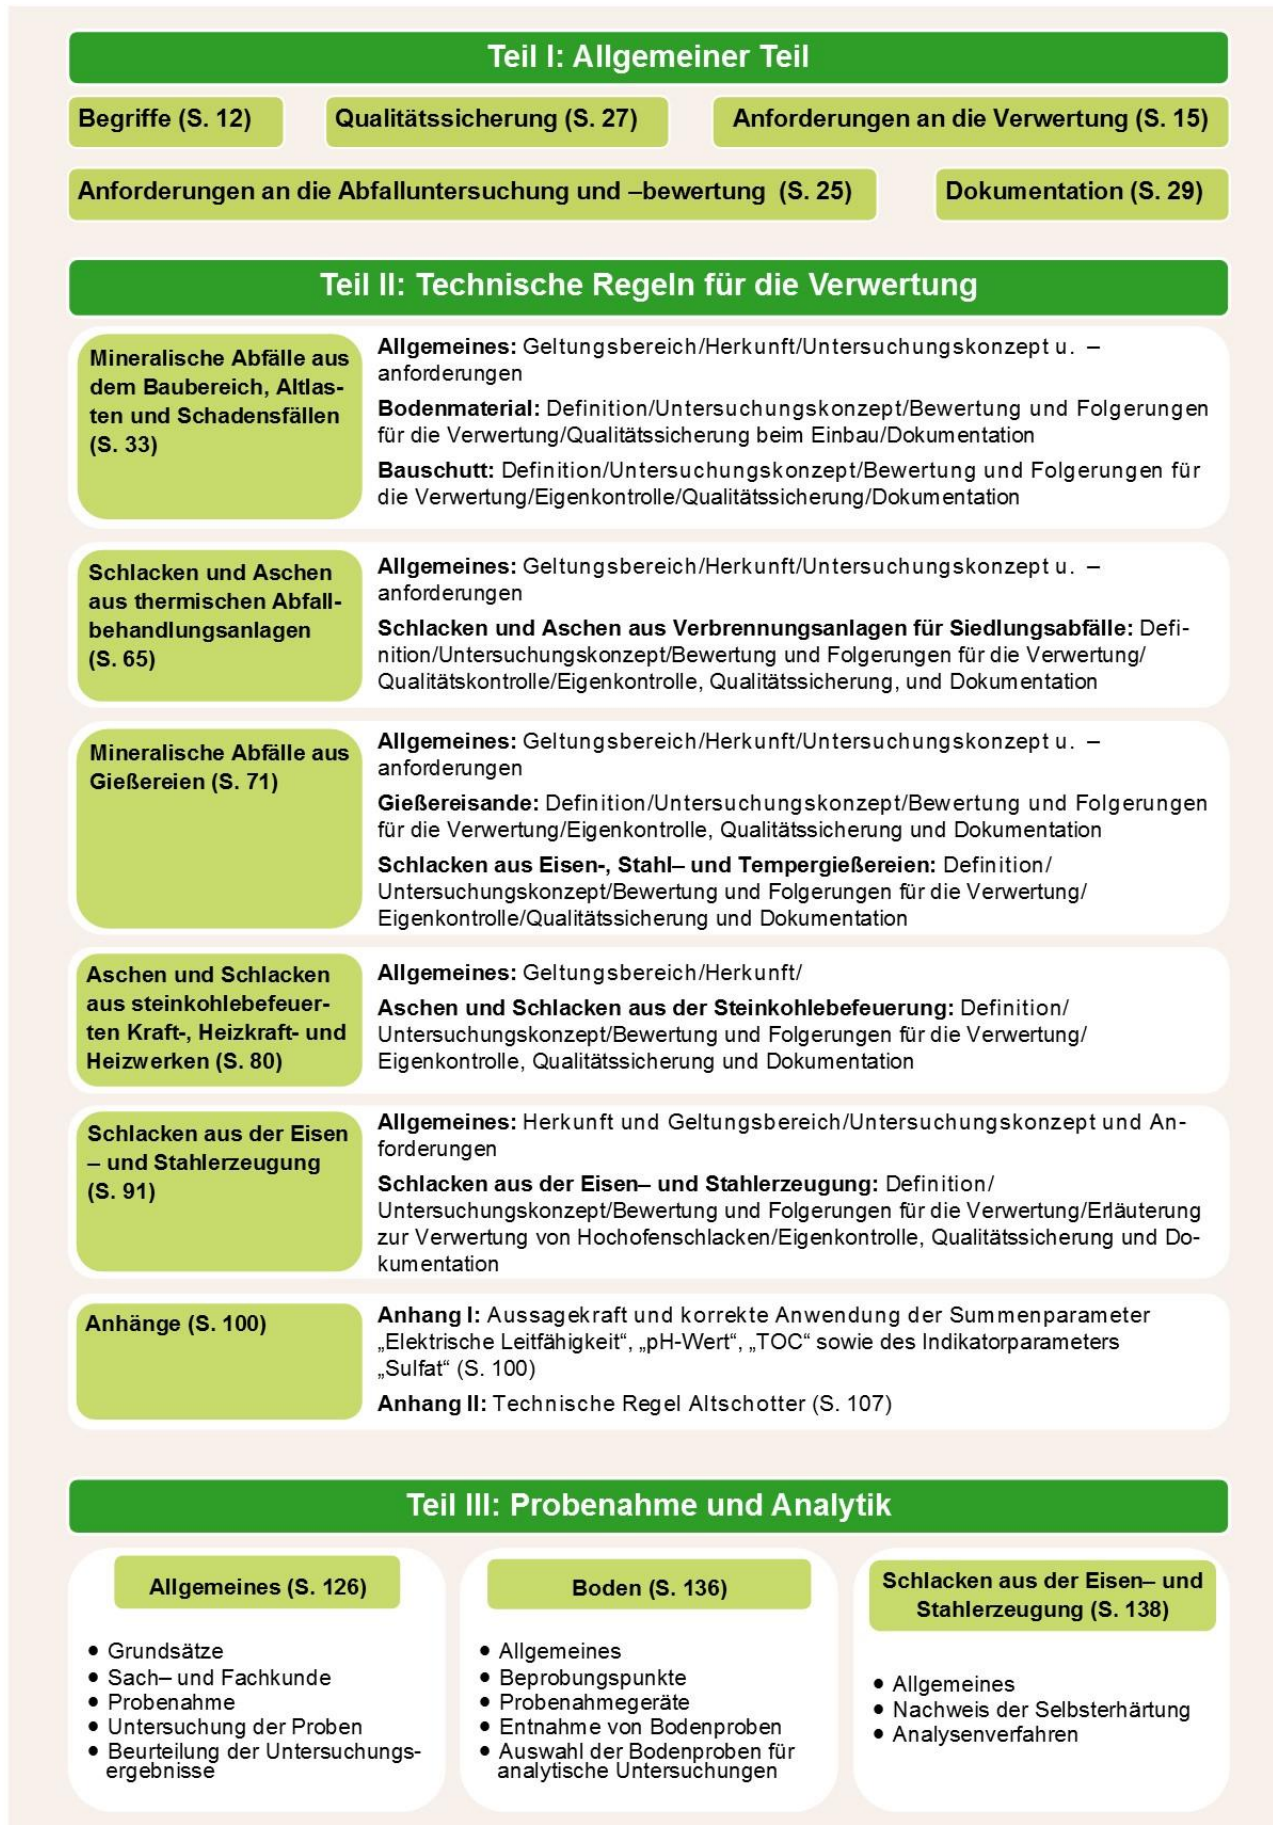 Teil I: Allgemeiner Teil
Begriffe (S. 12)
Qualitätssicherung (S. 27)
Anforderungen an die Verwertung (S. 15)
Anforderungen an die Abfalluntersuchung und –bewertung (S. 25)
Dokumentation (S. 29)
Teil II: Technische Regeln für die Verwertung
Mineralische Abfälle aus
dem Baubereich, Altlas-
ten und Schadensfällen
(S. 33)
Allgemeines: Geltungsbereich/Herkunft/Untersuchungskonzept u. –
anforderungen
Bodenmaterial: Definition/Untersuchungskonzept/Bewertung und Folgerungen
für die Verwertung/Qualitätssicherung beim Einbau/Dokumentation
Bauschutt: Definition/Untersuchungskonzept/Bewertung und Folgerungen für
die Verwertung/Eigenkontrolle/Qualitätssicherung/Dokumentation
Schlacken und Aschen
aus thermischen Abfall-
behandlungsanlagen
(S. 65)
Allgemeines: Geltungsbereich/Herkunft/Untersuchungskonzept u. –
anforderungen
Schlacken und Aschen aus Verbrennungsanlagen für Siedlungsabfälle: Defi-
nition/Untersuchungskonzept/Bewertung und Folgerungen für die Verwertung/
Qualitätskontrolle/Eigenkontrolle, Qualitätssicherung, und Dokumentation
Mineralische Abfälle aus
Gießereien (S. 71)
Allgemeines: Geltungsbereich/Herkunft/Untersuchungskonzept u. –
anforderungen
Gießereisande: Definition/Untersuchungskonzept/Bewertung und Folgerungen
für die Verwertung/Eigenkontrolle, Qualitätssicherung und Dokumentation
Schlacken aus Eisen-, Stahl– und Tempergießereien: Definition/
Untersuchungskonzept/Bewertung und Folgerungen für die Verwertung/
Eigenkontrolle/Qualitätssicherung und Dokumentation
Aschen und Schlacken
aus steinkohlebefeuer-
ten Kraft-, Heizkraft- und
Heizwerken (S. 80)
Allgemeines: Geltungsbereich/Herkunft/
Aschen und Schlacken aus der Steinkohlebefeuerung: Definition/
Untersuchungskonzept/Bewertung und Folgerungen für die Verwertung/
Eigenkontrolle, Qualitätssicherung und Dokumentation
Schlacken aus der Eisen
– und Stahlerzeugung
(S. 91)
Allgemeines: Herkunft und Geltungsbereich/Untersuchungskonzept und An-
forderungen
Schlacken aus der Eisen– und Stahlerzeugung: Definition/
Untersuchungskonzept/Bewertung und Folgerungen für die Verwertung/Erläuterung
zur Verwertung von Hochofenschlacken/Eigenkontrolle, Qualitätssicherung und Do-
kumentation
Anhänge (S. 100)
Anhang I: Aussagekraft und korrekte Anwendung der Summenparameter
„Elektrische Leitfähigkeit“, „pH-Wert“, „TOC“ sowie des Indikatorparameters
„Sulfat“ (S. 100)
Anhang II: Technische Regel Altschotter (S. 107)
Teil III: Probenahme und Analytik
Allgemeines (S. 126)
• Grundsätze
• Sach– und Fachkunde
• Probenahme
• Untersuchung der Proben
• Beurteilung der Untersuchungs-
ergebnisse
Boden (S. 136)
• Allgemeines
• Beprobungspunkte
• Probenahmegeräte
• Entnahme von Bodenproben
• Auswahl der Bodenproben für
analytische Untersuchungen
Schlacken aus der Eisen– und
Stahlerzeugung (S. 138)
• Allgemeines
• Nachweis der Selbsterhärtung
• Analysenverfahren